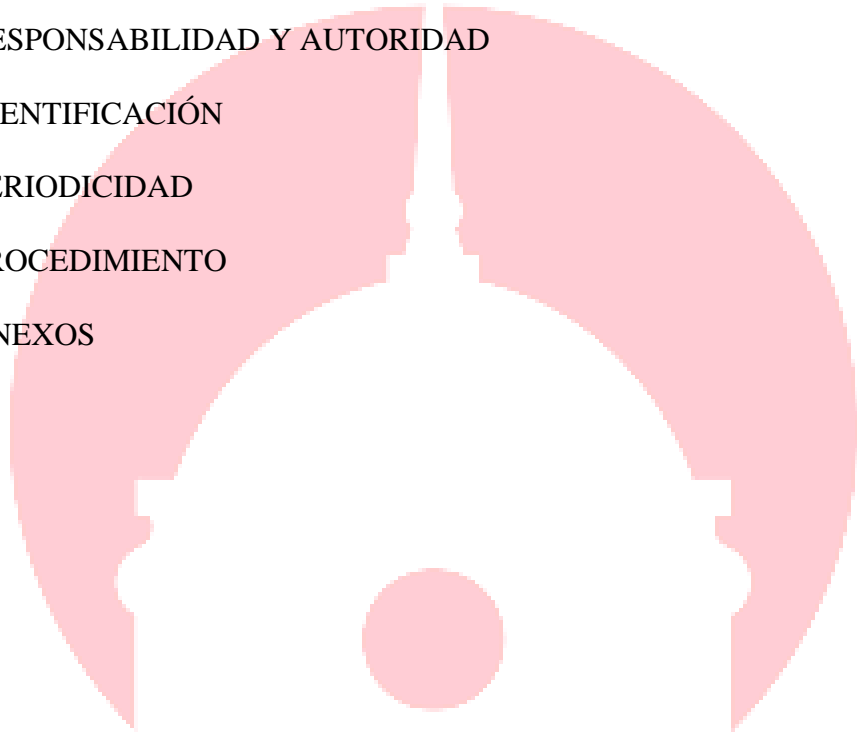 ESPONSABILIDAD Y AUTORIDAD
ENTIFICACIÓN
ERIODICIDAD
ROCEDIMIENTO
NEXOS